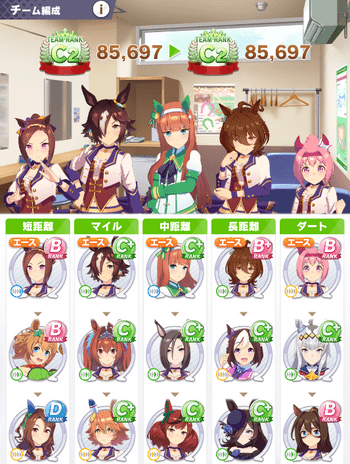 チーム編成 i
TEAM RANK TEAM RANK
C2 85,697 C2 85,697
短距離 マイル 中距離 長距離 ダート
エース B RANK エース C+ RANK エース C+ RANK エース B+ RANK エース B RANK
B RANK C RANK C+ RANK C+ RANK C+ RANK
D RANK C+ RANK C RANK C RANK B RANK